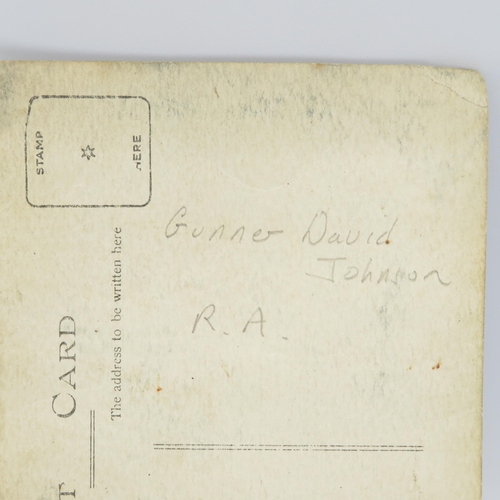 STAMP
HERE
Gunner David
Johnson
R. A.
The address to be written here
T CARD